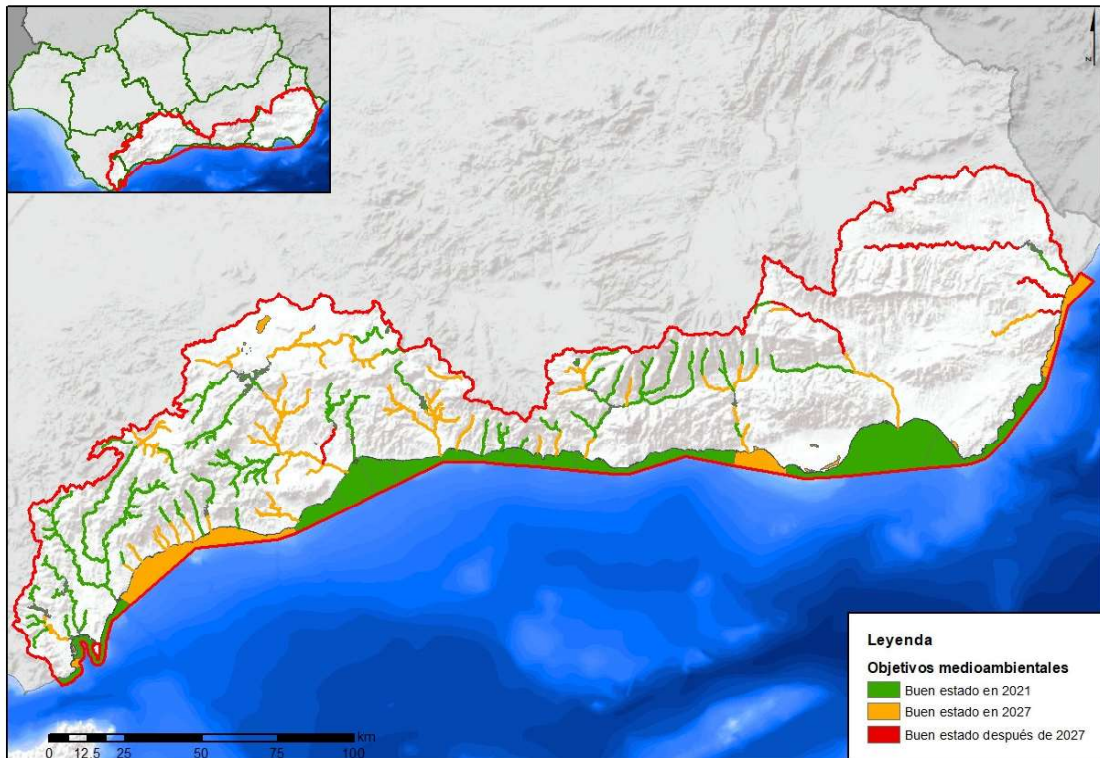 N
Leyenda
Objetivos medioambientales
Buen estado en 2021
Buen estado en 2027
Buen estado después de 2027
km
0 12.5 25 50 75 100